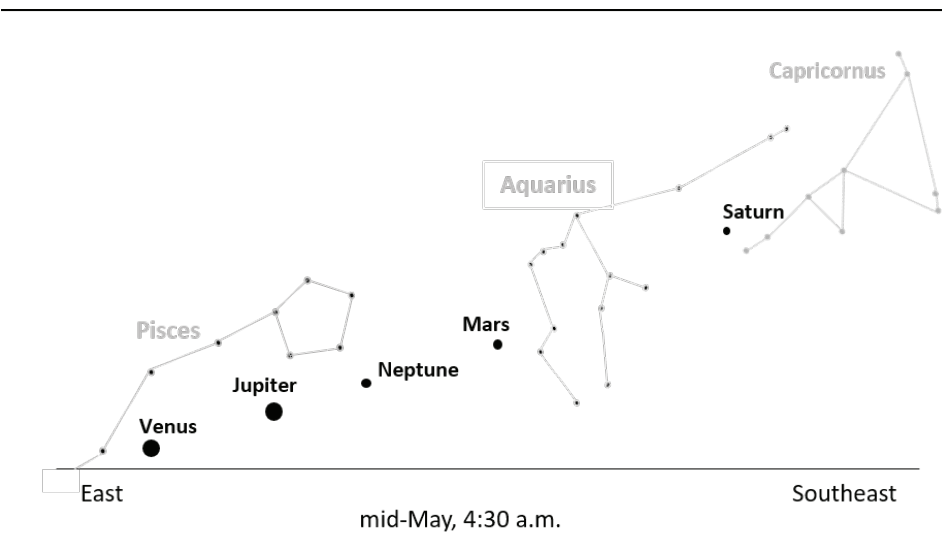 Capricornus
Aquarius
Saturn
Pisces
Mars
Neptune
Jupiter
Venus
East
Southeast
mid-May, 4:30 a.m.